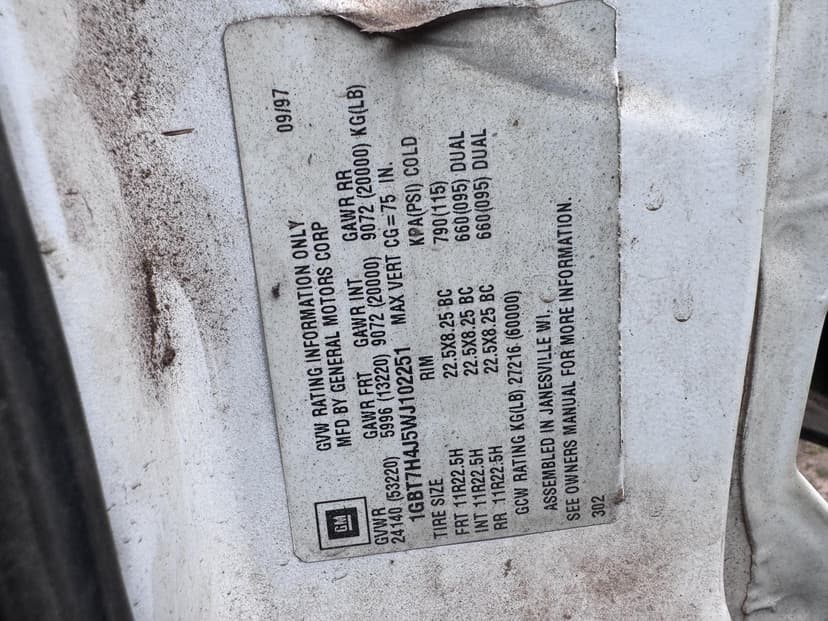 GM
09/97
GVW RATING INFORMATION ONLY
MFD BY GENERAL MOTORS CORP
GVWR GAWR FRT GAWR INT GAWR RR
24140 (53220) 5996 (13220) 9072 (20000) 9072 (20000) KG(LB)
1GBT7H4J5WJ102251 MAX VERT CG = 75 IN.
TIRE SIZE RIM KPA(PSI) COLD
FRT 11R22.5H 22.5X8.25 BC 790(115)
INT 11R22.5H 22.5X8.25 BC 660(095) DUAL
RR 11R22.5H 22.5X8.25 BC 660(095) DUAL
GCW RATING KG(LB) 27216 (60000)
ASSEMBLED IN JANESVILLE WI,
SEE OWNERS MANUAL FOR MORE INFORMATION.
302